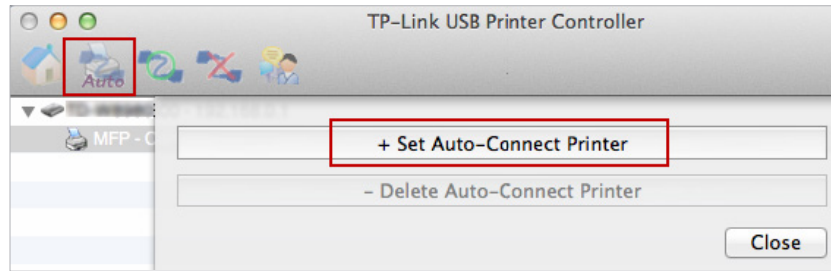 TP-Link USB Printer Controller
Auto
MFP - C
+ Set Auto-Connect Printer
- Delete Auto-Connect Printer
Close